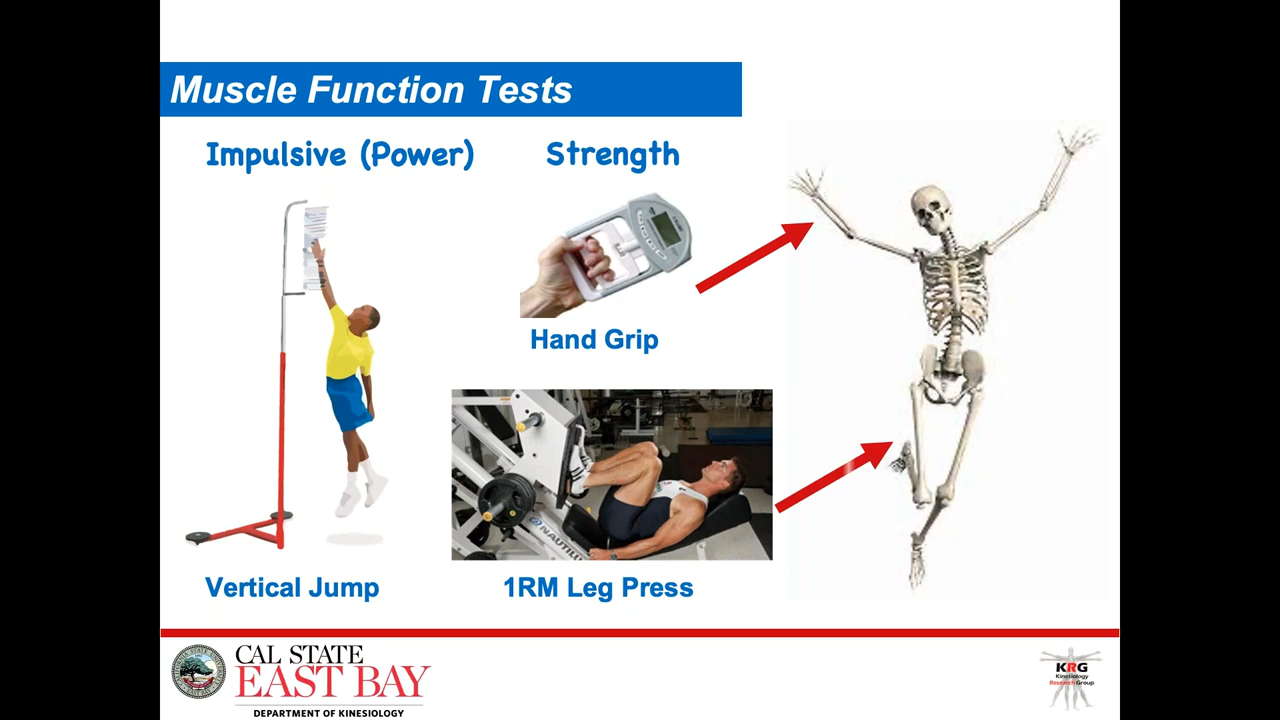 Muscle Function Tests
Impulsive (Power)
Strength
Hand Grip
NAUTILU
Vertical Jump
1RM Leg Press
CAL STATE
EAST BAY
DEPARTMENT OF KINESIOLOGY
KRG
Kinesiology
Research Group